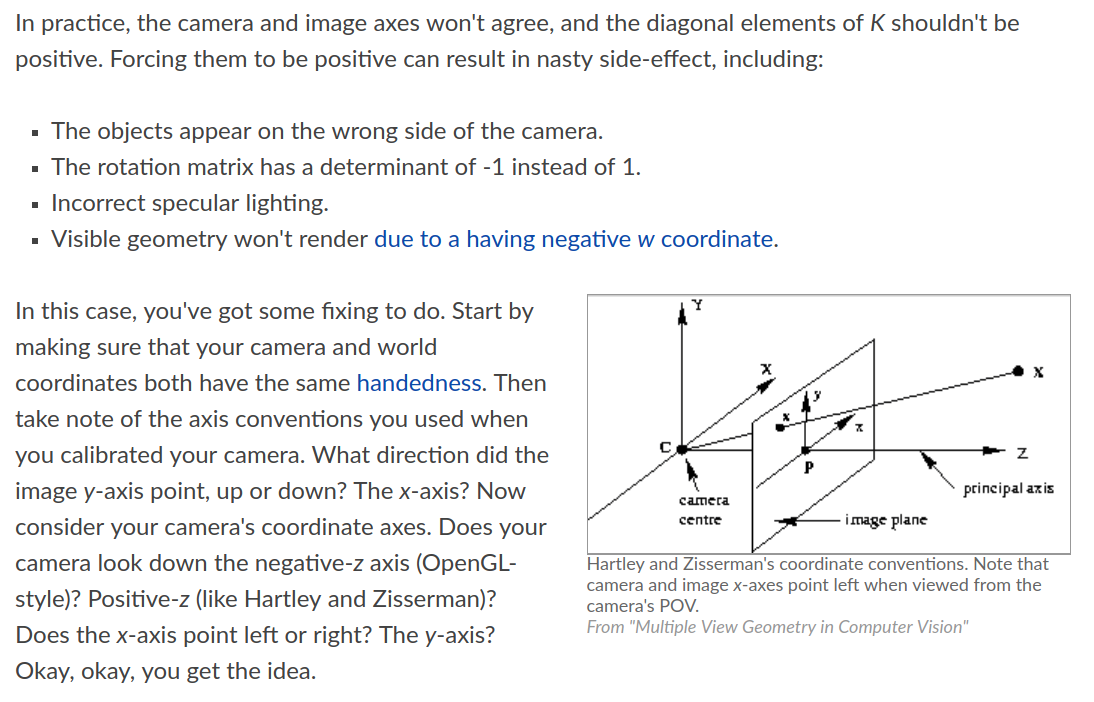 In practice, the camera and image axes won't agree, and the diagonal elements of K shouldn't be
positive. Forcing them to be positive can result in nasty side-effect, including:
▪ The objects appear on the wrong side of the camera.
▪ The rotation matrix has a determinant of -1 instead of 1.
▪ Incorrect specular lighting.
▪ Visible geometry won't render due to a having negative w coordinate.
In this case, you've got some fixing to do. Start by
making sure that your camera and world
coordinates both have the same handedness. Then
take note of the axis conventions you used when
you calibrated your camera. What direction did the
image y-axis point, up or down? The x-axis? Now
consider your camera's coordinate axes. Does your
camera look down the negative-z axis (OpenGL-
style)? Positive-z (like Hartley and Zisserman)?
Does the x-axis point left or right? The y-axis?
Okay, okay, you get the idea.
Y
X
X
y
x
x
C
Z
p
principal axis
camera
centre
image plane
Hartley and Zisserman's coordinate conventions. Note that
camera and image x-axes point left when viewed from the
camera's POV.
From "Multiple View Geometry in Computer Vision"